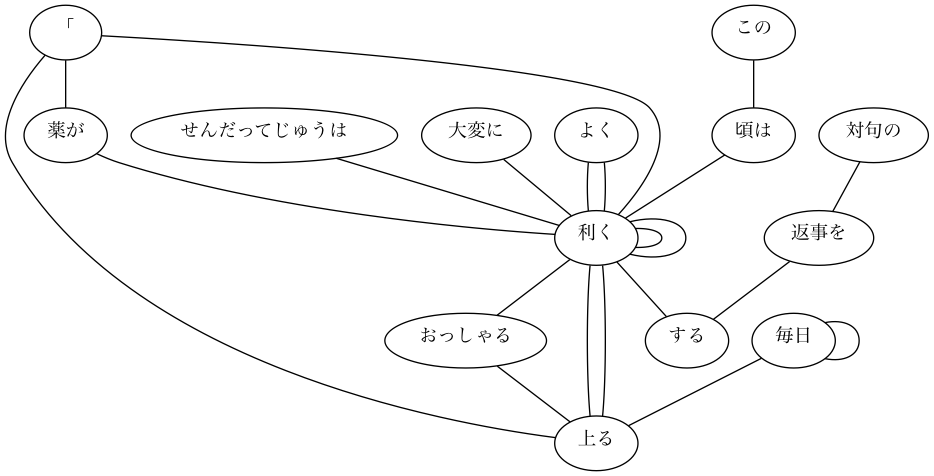 「
この
薬が
せんだってじゅうは
大変に
よく
頃は
対句の
利く
返事を
おっしゃる
する
毎日
上る